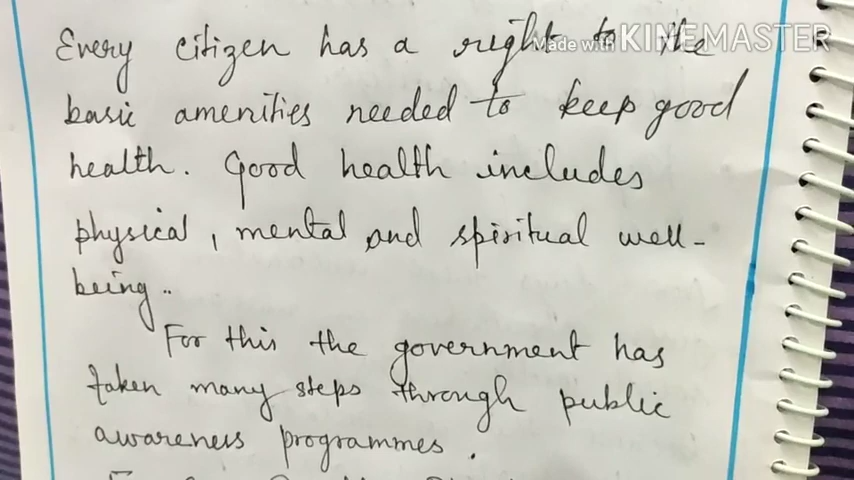 Every citizen has a right to the
Made with KINEMASTER
basic amenities needed to keep good
health. Good health includes
physical, mental and spiritual well-
being..
For this the government has
taken many steps through public
awareness programmes.